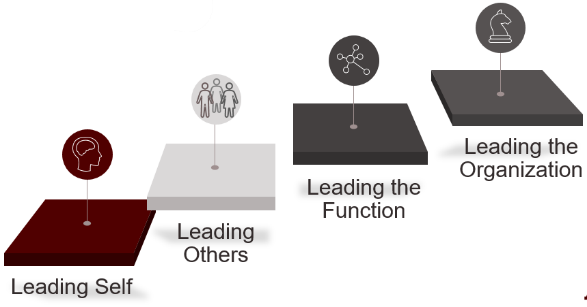 Leading Self
Leading
Others
Leading the
Function
Leading the
Organization